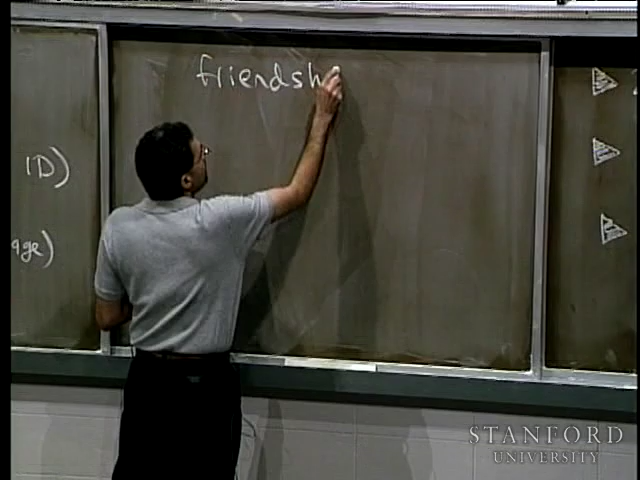 friendsh
ID)
age)
STANFORD
UNIVERSITY